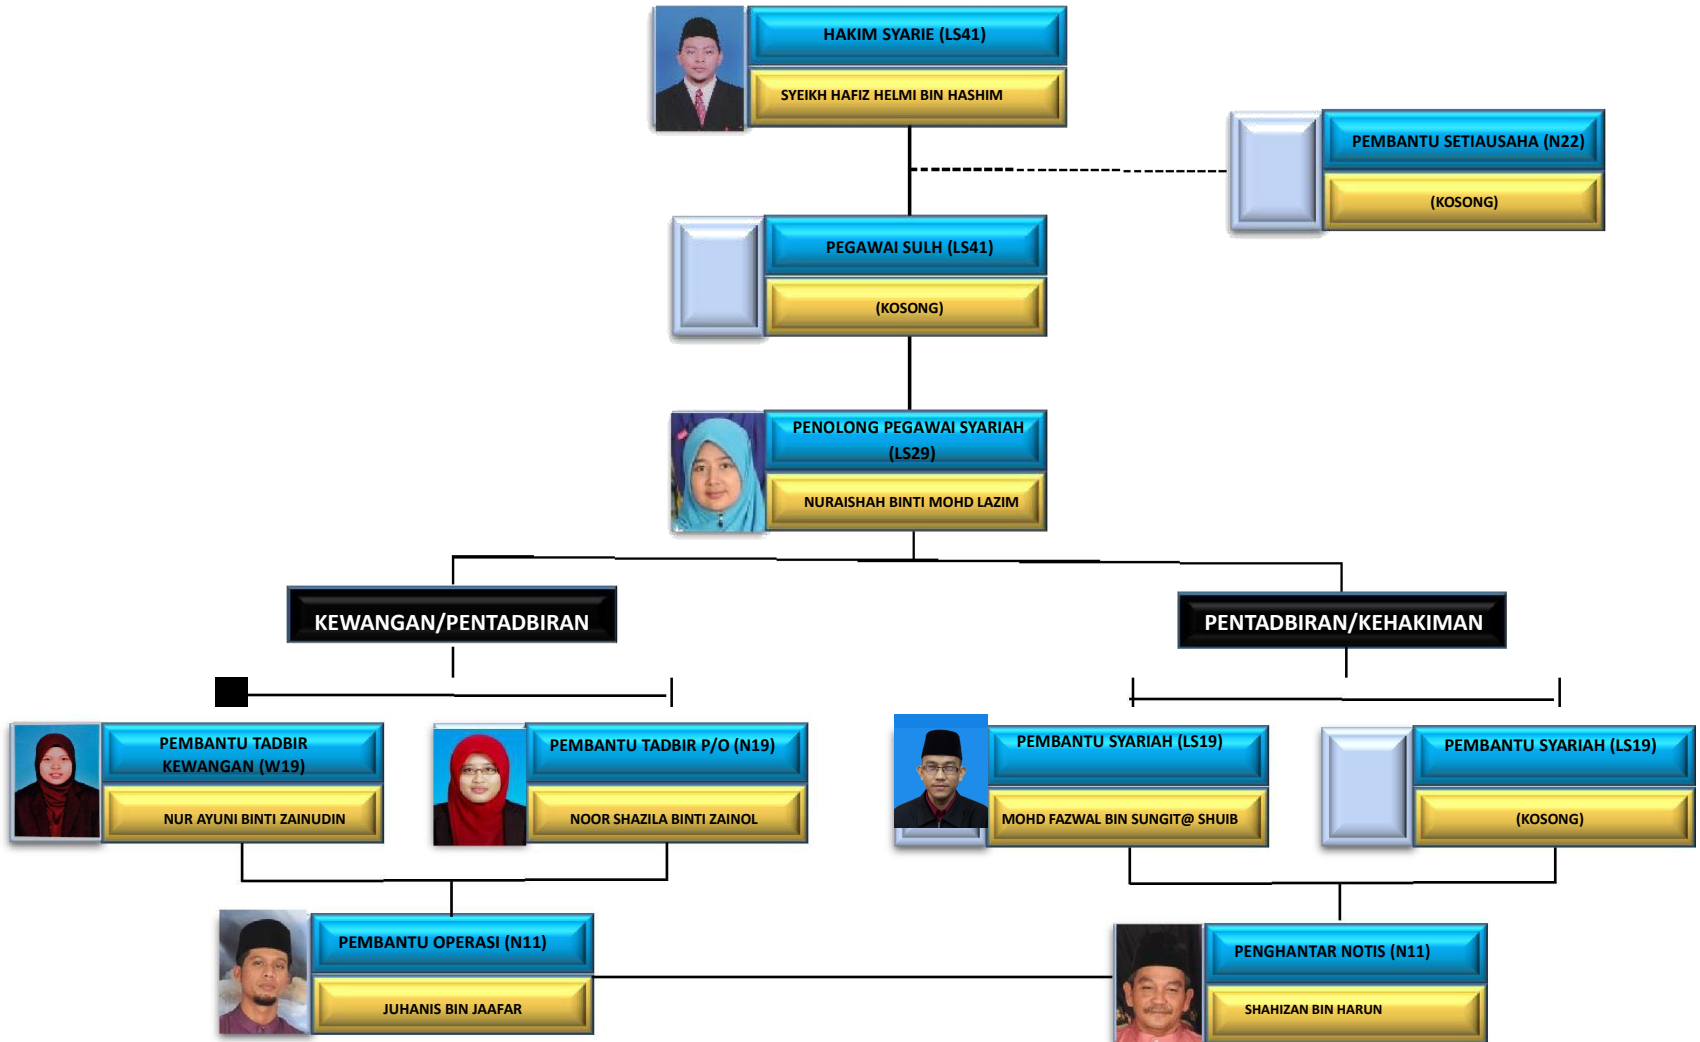 HAKIM SYARIE (LS41)
SYEIKH HAFIZ HELMI BIN HASHIM
PEMBANTU SETIAUSAHA (N22)
(KOSONG)
PEGAWAI SULH (LS41)
(KOSONG)
PENOLONG PEGAWAI SYARIAH
(LS29)
NURAISHAH BINTI MOHD LAZIM
KEWANGAN/PENTADBIRAN
PENTADBIRAN/KEHAKIMAN
PEMBANTU TADBIR
KEWANGAN (W19)
NUR AYUNI BINTI ZAINUDIN
PEMBANTU TADBIR P/O (N19)
NOOR SHAZILA BINTI ZAINOL
PEMBANTU SYARIAH (LS19)
MOHD FAZWAL BIN SUNGIT@ SHUIB
PEMBANTU SYARIAH (LS19)
(KOSONG)
PEMBANTU OPERASI (N11)
JUHANIS BIN JAAFAR
PENGHANTAR NOTIS (N11)
SHAHIZAN BIN HARUN